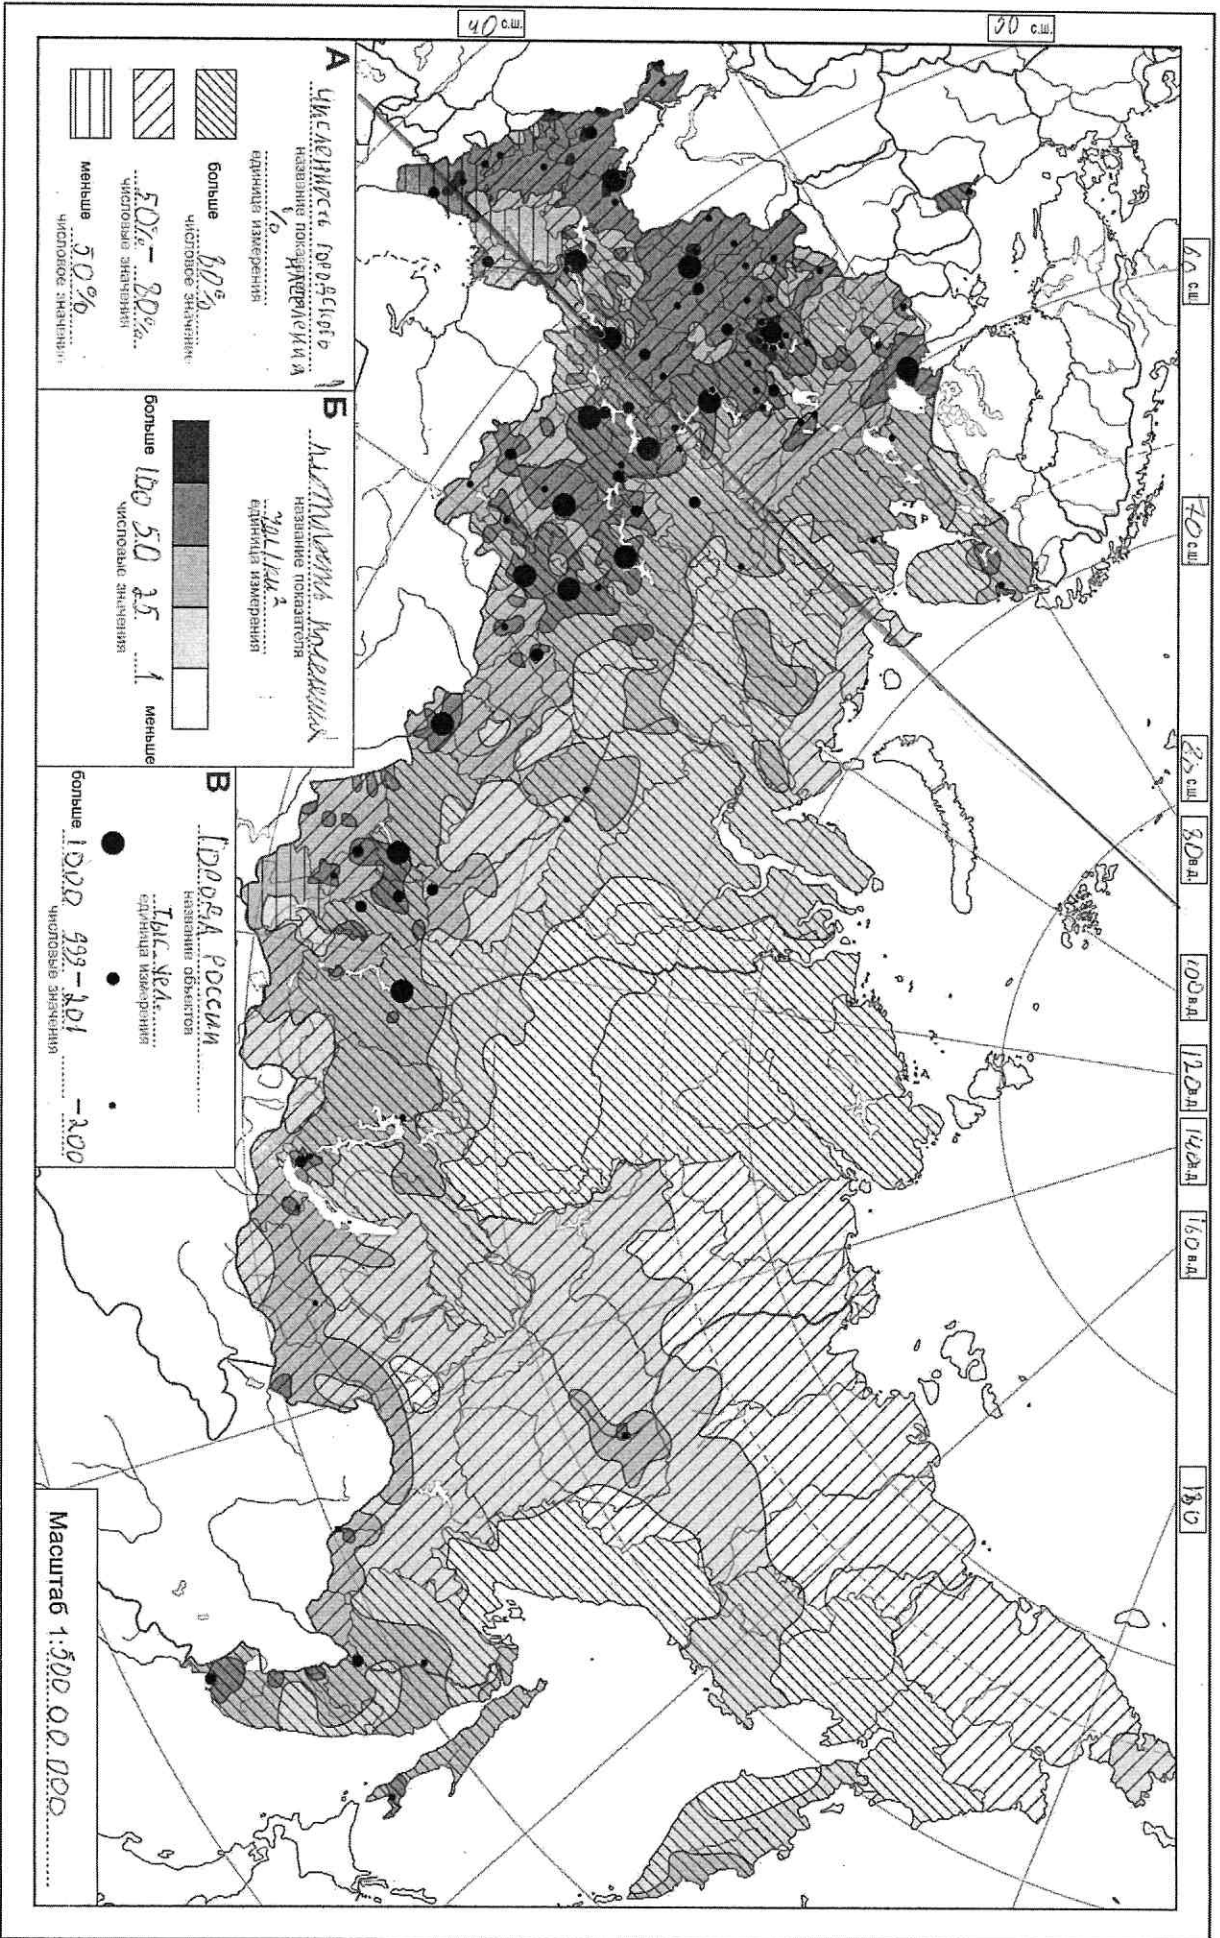 40 с.ш.
30 с.ш.
60 с.ш.
70 с.ш.
80 с.ш.
80 в.д.
100 в.д.
120 в.д.
140 в.д.
160 в.д.
180
А
Численность городского
населения
название показателя
в %
единица измерения
больше 80%
числовое значение
50% - 80%
числовые значения
меньше 50%
числовое значение
Б
плотность населения
название показателя
чел/км²
единица измерения
больше 100 50 25 1 меньше
числовые значения
В
города России
название объектов
тыс. чел.
единица измерения
больше 1000 999-201 -200
числовые значения
Масштаб 1:500 00 000
Р
А